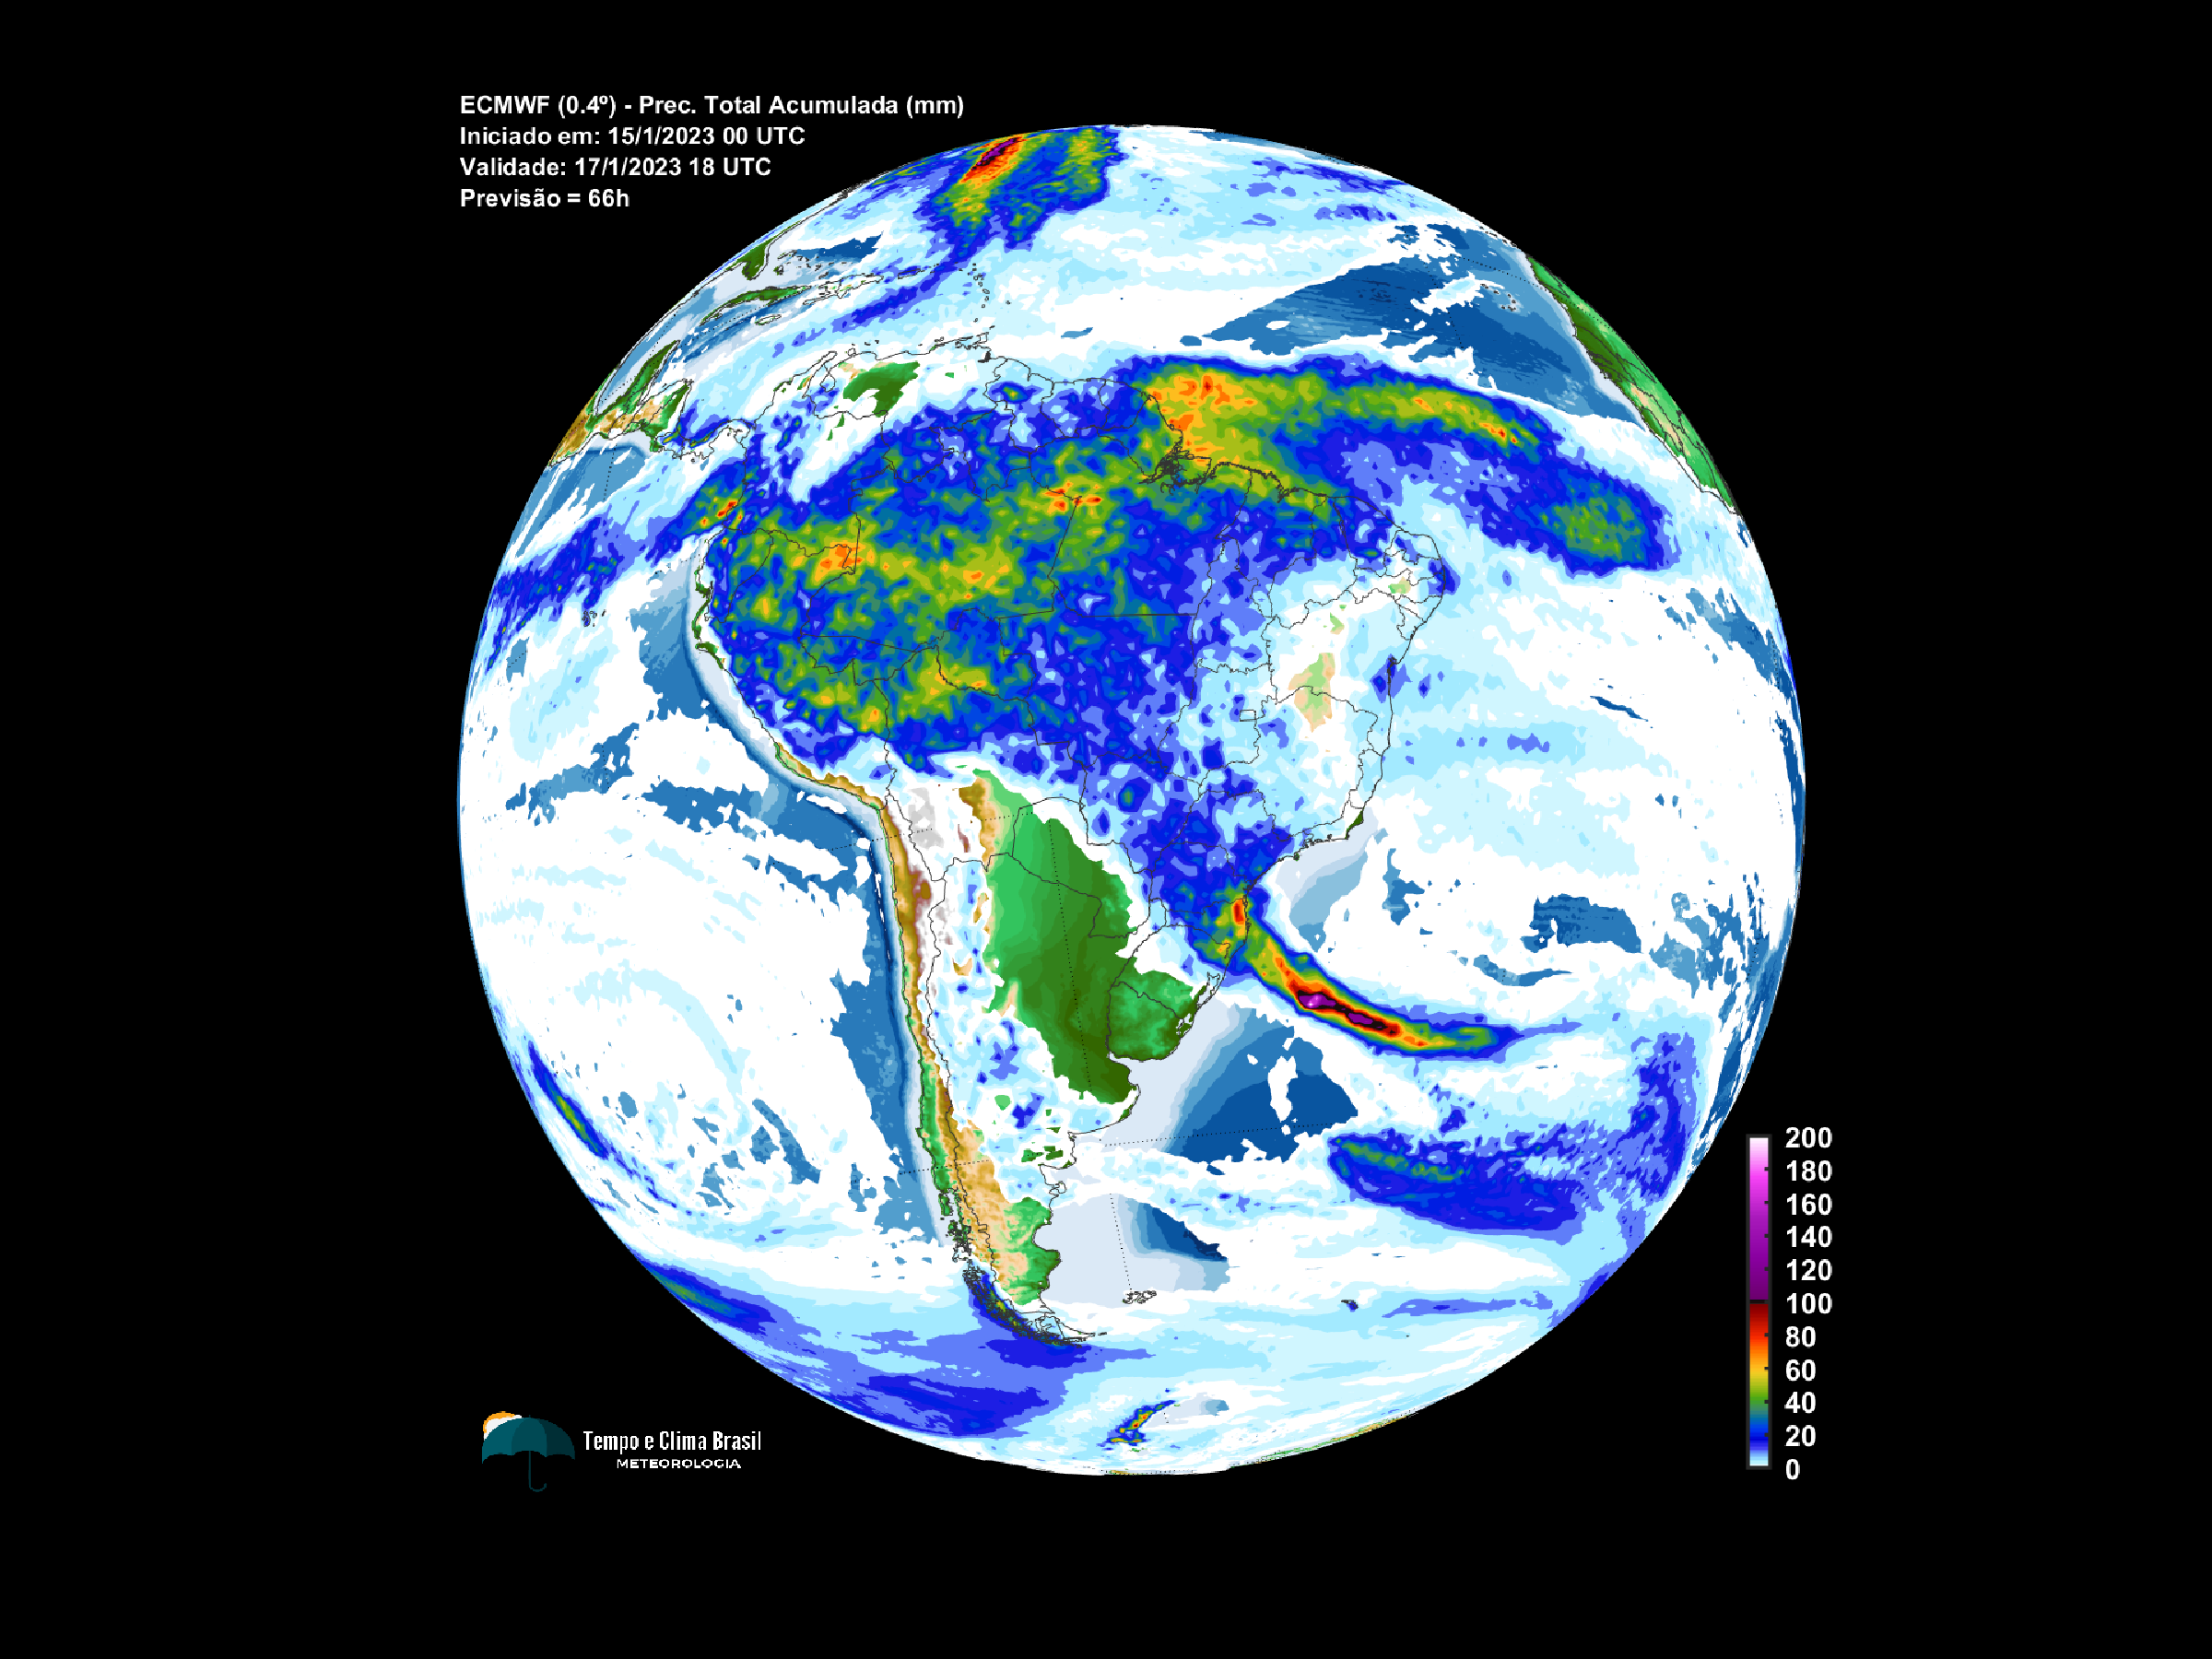 ECMWF (0.4º) - Prec. Total Acumulada (mm)
Iniciado em: 15/1/2023 00 UTC
Validade: 17/1/2023 18 UTC
Previsão = 66h
200
180
160
140
120
100
80
60
40
20
0
Tempo e Clima Brasil
METEOROLOGIA